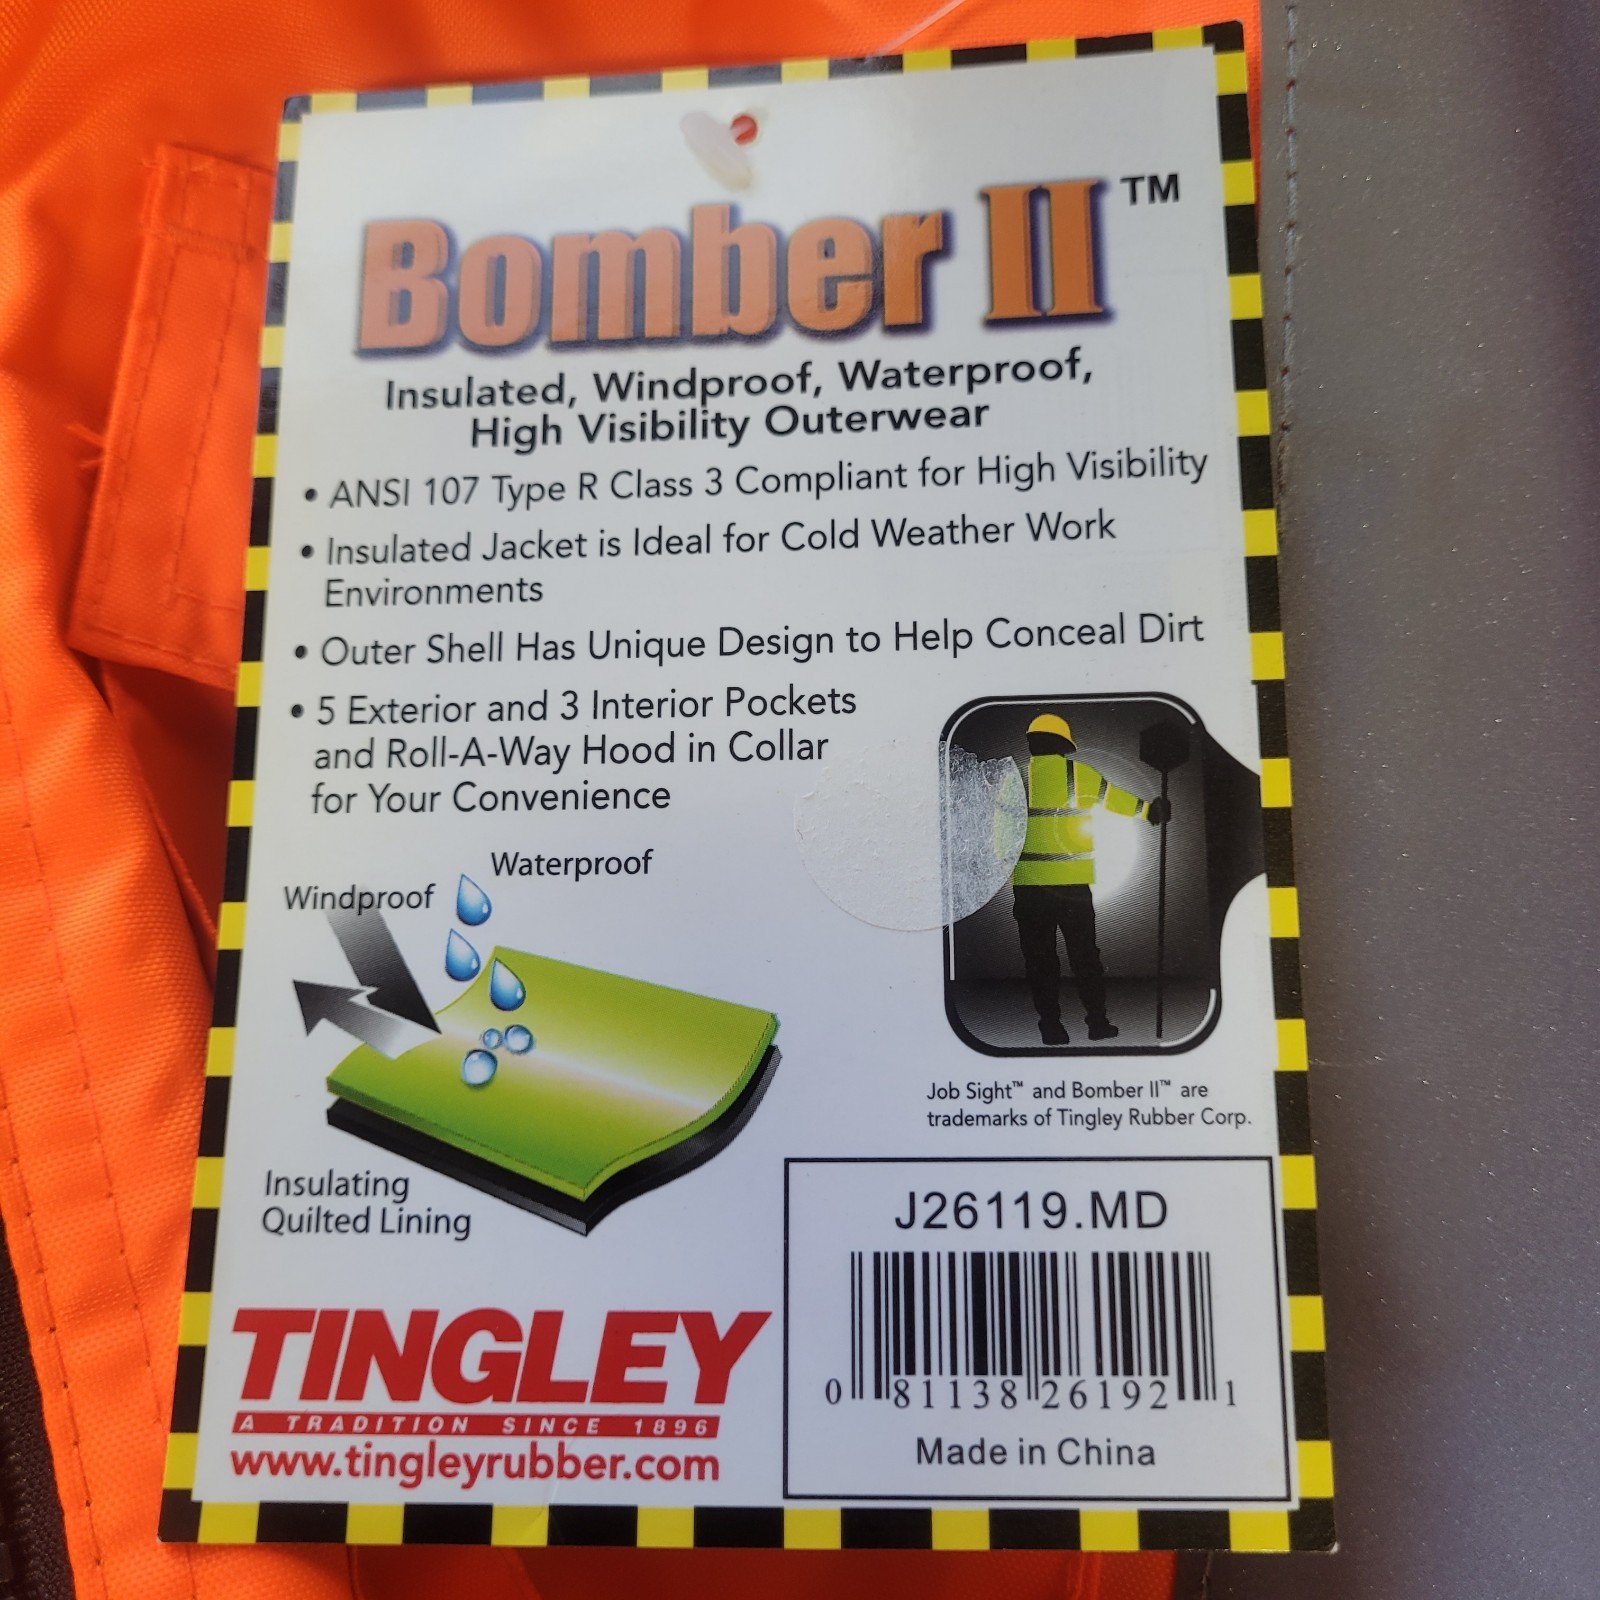 Bomber II™
Insulated, Windproof, Waterproof,
High Visibility Outerwear
• ANSI 107 Type R Class 3 Compliant for High Visibility
• Insulated Jacket is Ideal for Cold Weather Work
Environments
• Outer Shell Has Unique Design to Help Conceal Dirt
• 5 Exterior and 3 Interior Pockets
and Roll-A-Way Hood in Collar
for Your Convenience
Waterproof
Windproof
Insulating
Quilted Lining
Job Sight™ and Bomber II™ are
trademarks of Tingley Rubber Corp.
TINGLEY
A TRADITION SINCE 1896
www.tingleyrubber.com
J26119.MD
0 81138 26192 1
Made in China